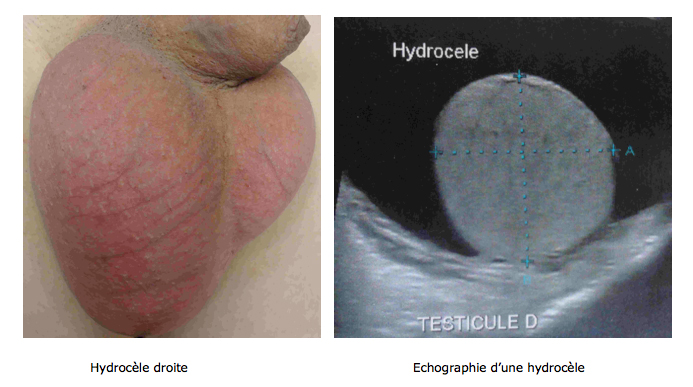 Hydrocele
A
TESTICULE D
Hydrocèle droite
Echographie d'une hydrocèle